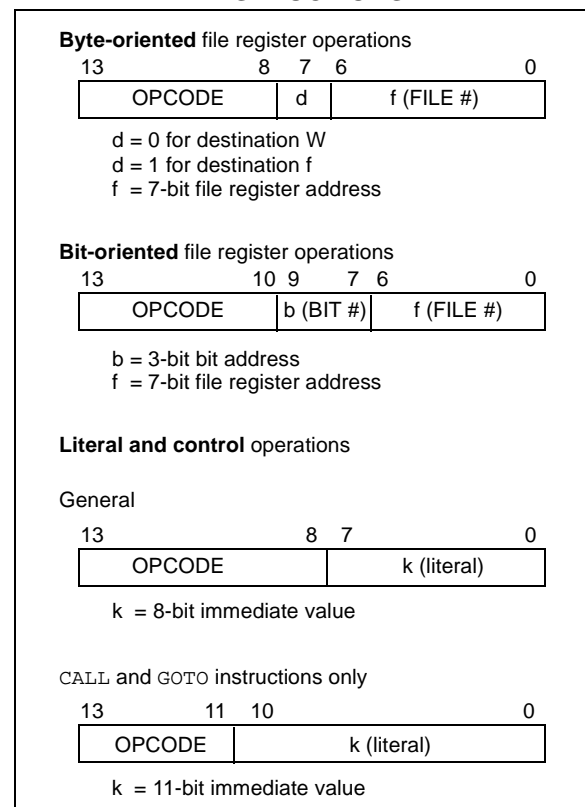 Byte-oriented file register operations
13 8 7 6 0
OPCODE d f (FILE #)
d = 0 for destination W
d = 1 for destination f
f = 7-bit file register address
Bit-oriented file register operations
13 10 9 7 6 0
OPCODE b (BIT #) f (FILE #)
b = 3-bit bit address
f = 7-bit file register address
Literal and control operations
General
13 8 7 0
OPCODE k (literal)
k = 8-bit immediate value
CALL and GOTO instructions only
13 11 10 0
OPCODE k (literal)
k = 11-bit immediate value